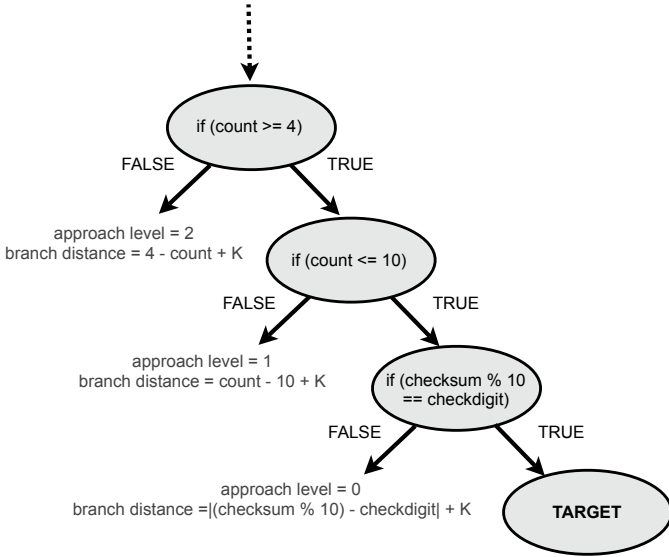 if (count >= 4)
FALSE
TRUE
approach level = 2
branch distance = 4 - count + K
if (count <= 10)
FALSE
TRUE
approach level = 1
branch distance = count - 10 + K
if (checksum % 10
== checkdigit)
FALSE
TRUE
approach level = 0
branch distance =|(checksum % 10) - checkdigit| + K
TARGET